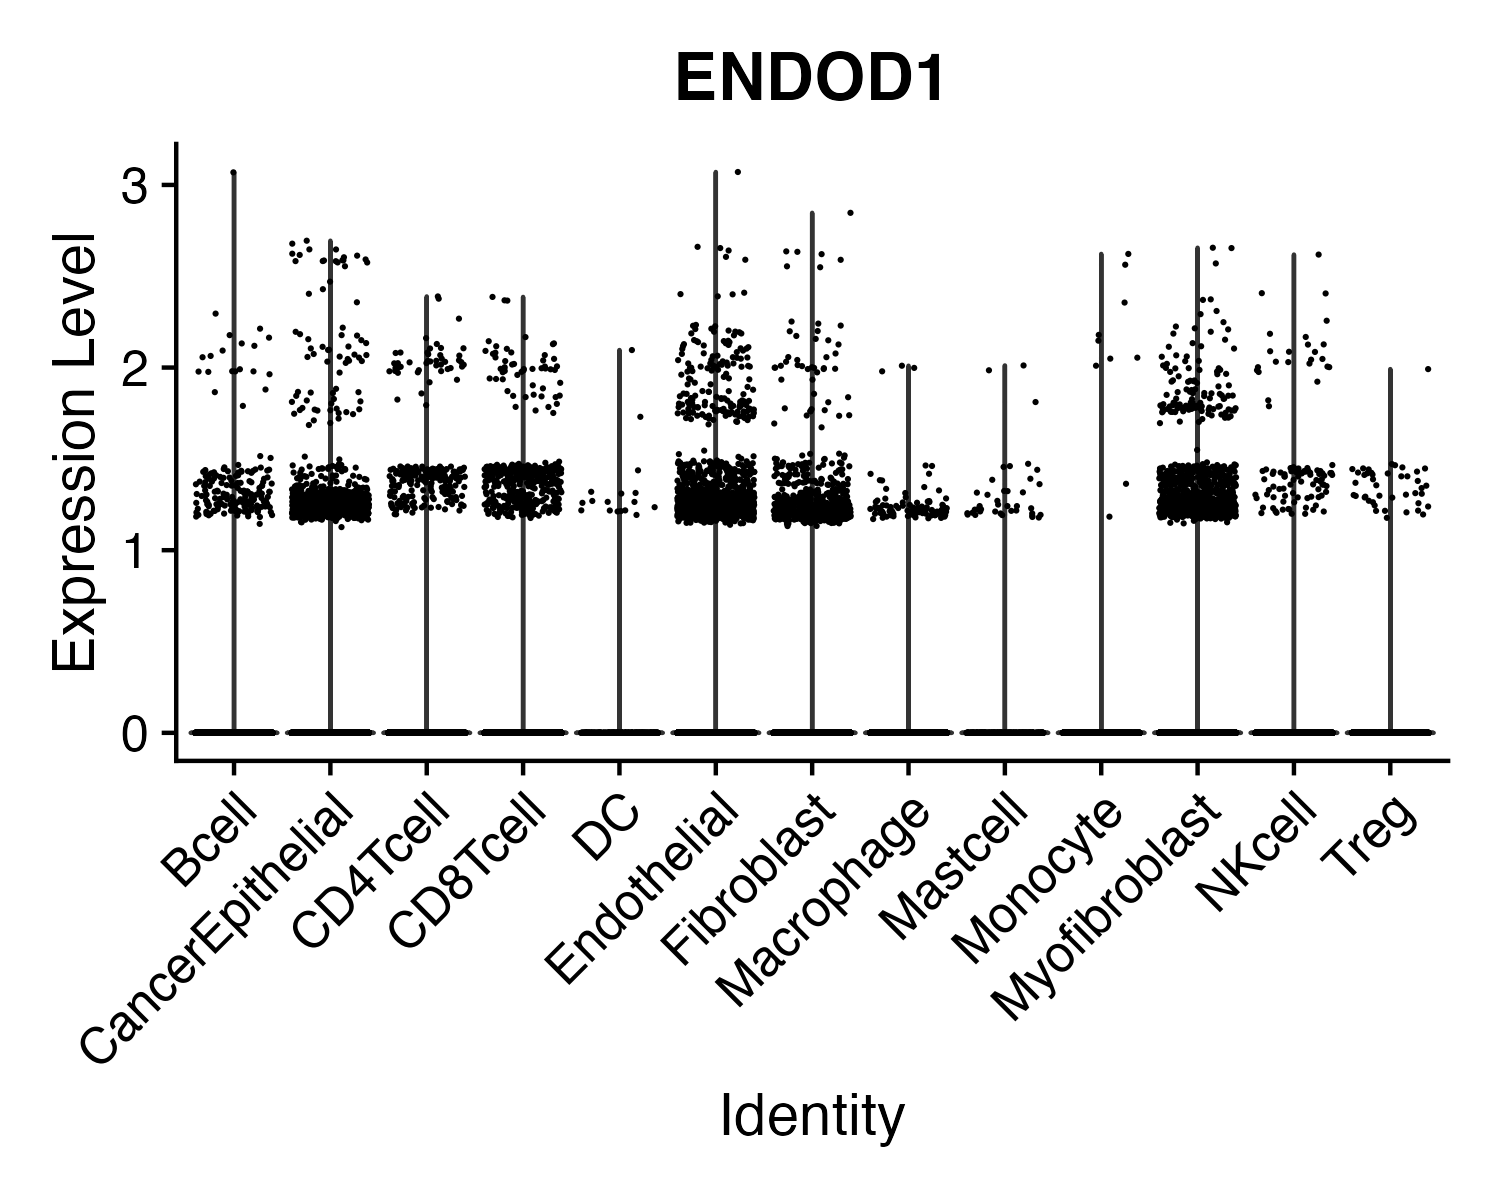 ENDOD1
Expression Level
3
2
1
0
Bcell
CancerEpithelial
CD4Tcell
CD8Tcell
DC
Endothelial
Fibroblast
Macrophage
Mastcell
Monocyte
Myofibroblast
NKcell
Treg
Identity